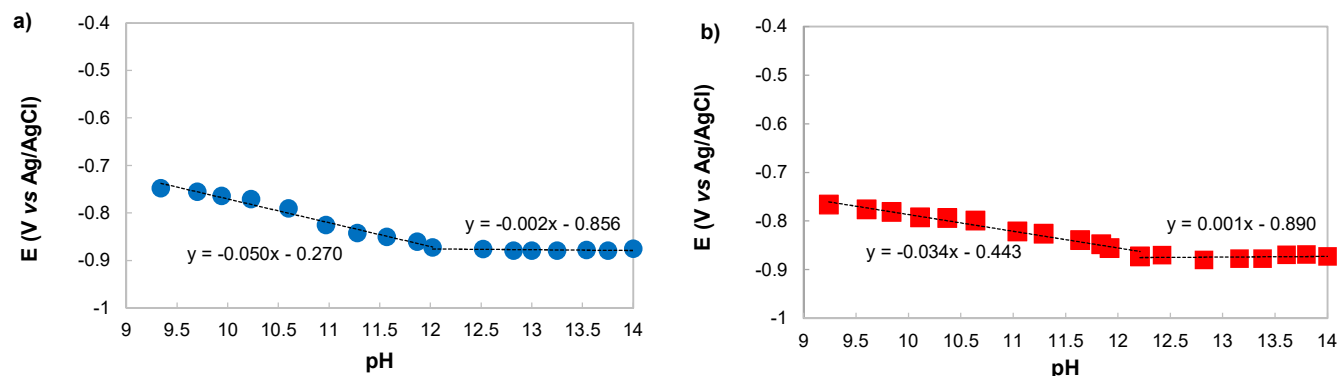 a)
E (V vs Ag/AgCl)
-0.4
-0.5
-0.6
-0.7
-0.8
-0.9
-1
y = -0.050x - 0.270
y = -0.002x - 0.856
9 9.5 10 10.5 11 11.5 12 12.5 13 13.5 14
pH
b)
E (V vs Ag/AgCl)
-0.4
-0.5
-0.6
-0.7
-0.8
-0.9
-1
y = -0.034x - 0.443
y = 0.001x - 0.890
9 9.5 10 10.5 11 11.5 12 12.5 13 13.5 14
pH